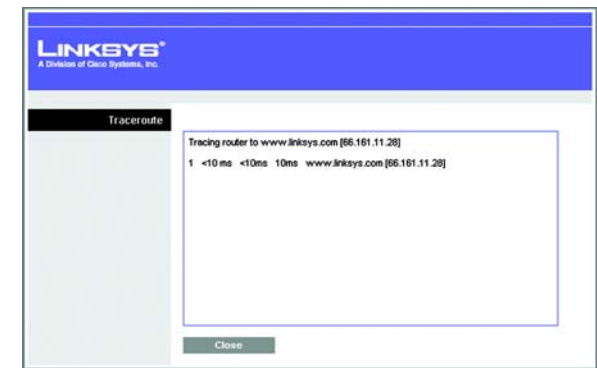 LINKSYS®
A Division of Cisco Systems, Inc.
Traceroute
Tracing router to www.linksys.com [66.161.11.28]
1 <10 ms <10ms 10ms www.linksys.com [66.161.11.28]
Close